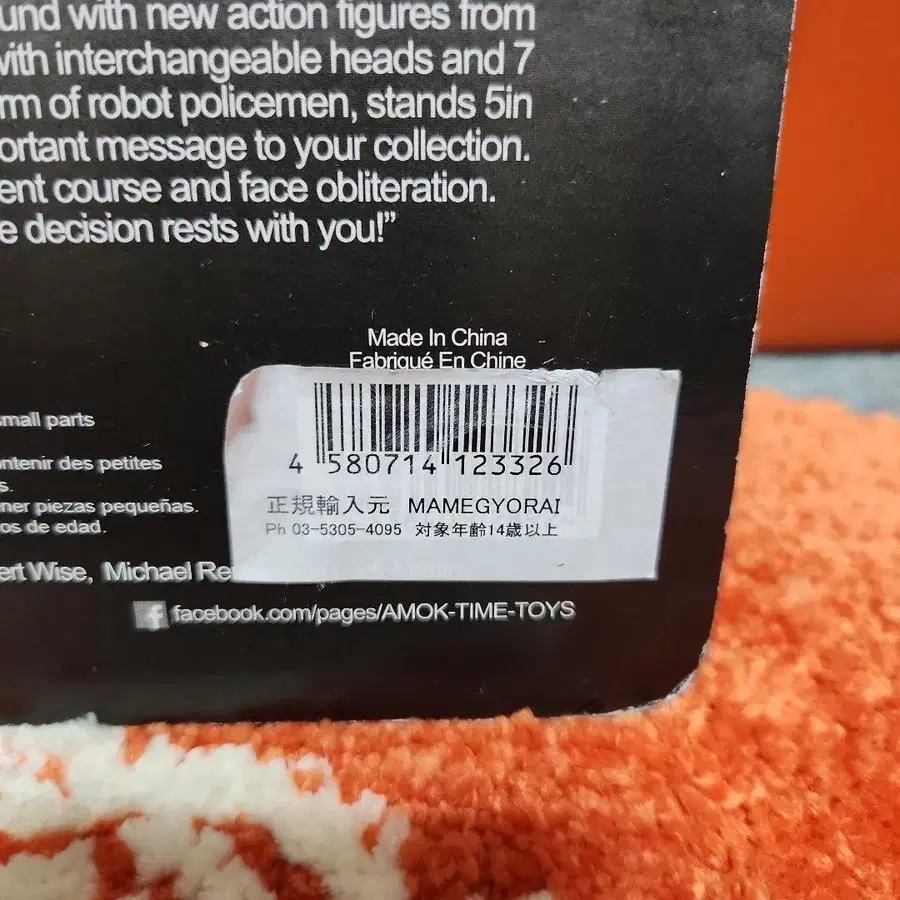 und with new action figures from
with interchangeable heads and 7
rm of robot policemen, stands 5in
ortant message to your collection.
ent course and face obliteration.
e decision rests with you!”
Made In China
Fabriqué En Chine
small parts
ontenir des petites
s.
ner piezas pequeñas.
os de edad.
4 580714 123326
正規輸入元 MAMEGYORAI
Ph 03-5305-4095 対象年齢14歳以上
ert Wise, Michael Re
facebook.com/pages/AMOK-TIME-TOYS